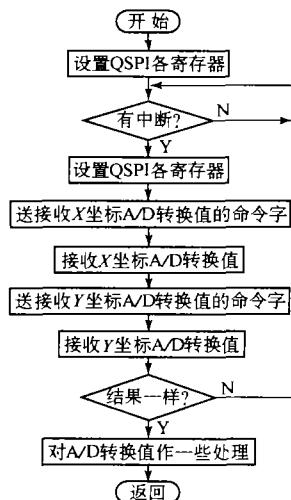 开始
设置QSPI各寄存器
有中断?
N
Y
设置QSPI各寄存器
送接收X坐标A/D转换值的命令字
接收X坐标A/D转换值
送接收Y坐标A/D转换值的命令字
接收Y坐标A/D转换值
结果一样?
N
Y
对A/D转换值作一些处理
返回